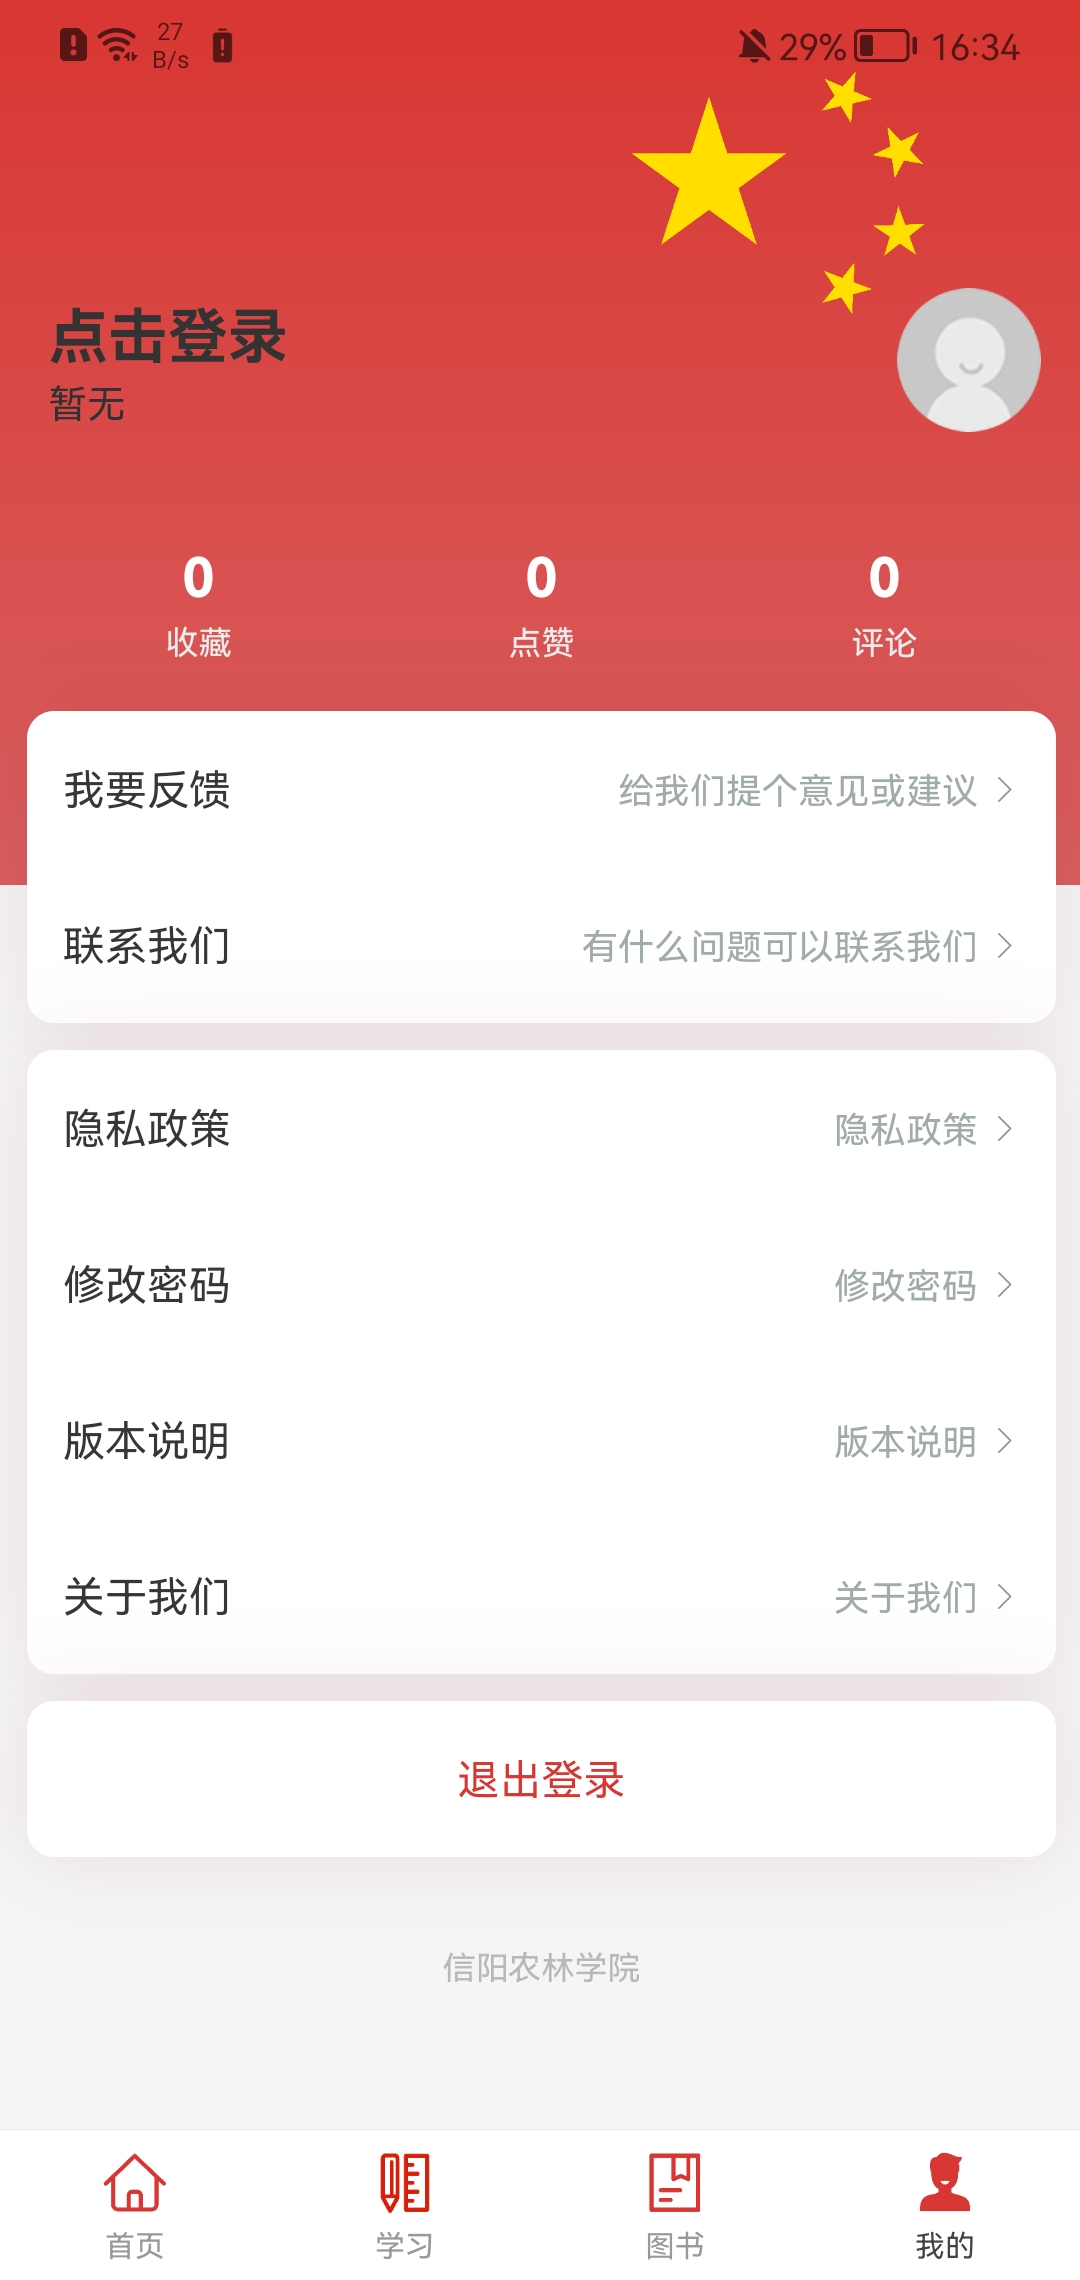 27
B/s
29%
16:34
点击登录
暂无
0
0
0
收藏
点赞
评论
我要反馈
给我们提个意见或建议
联系我们
有什么问题可以联系我们
隐私政策
隐私政策
修改密码
修改密码
版本说明
版本说明
关于我们
关于我们
退出登录
信阳农林学院
首页
学习
图书
我的